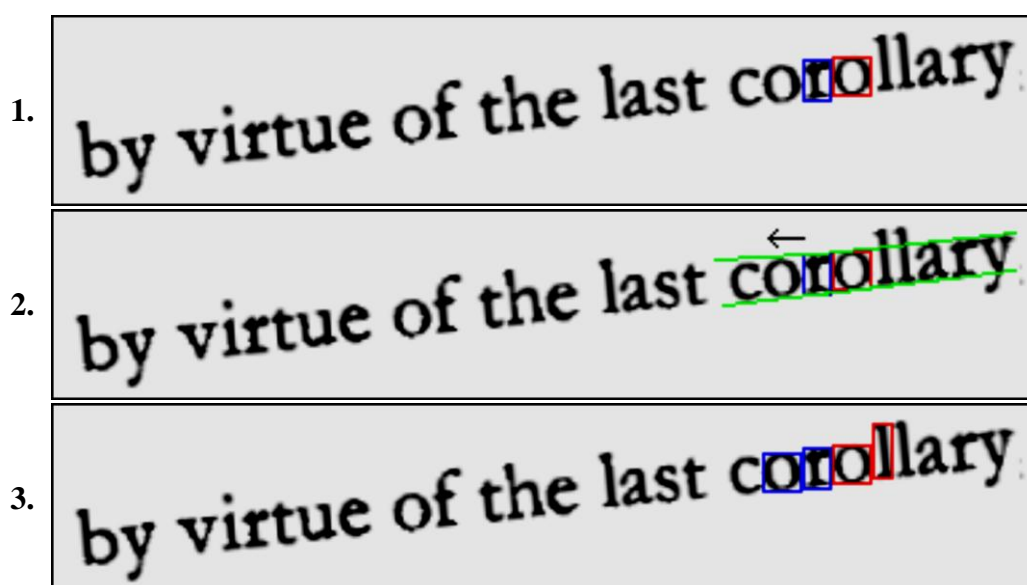 1. by virtue of the last corollary
2. by virtue of the last corollary
←
3. by virtue of the last corollary